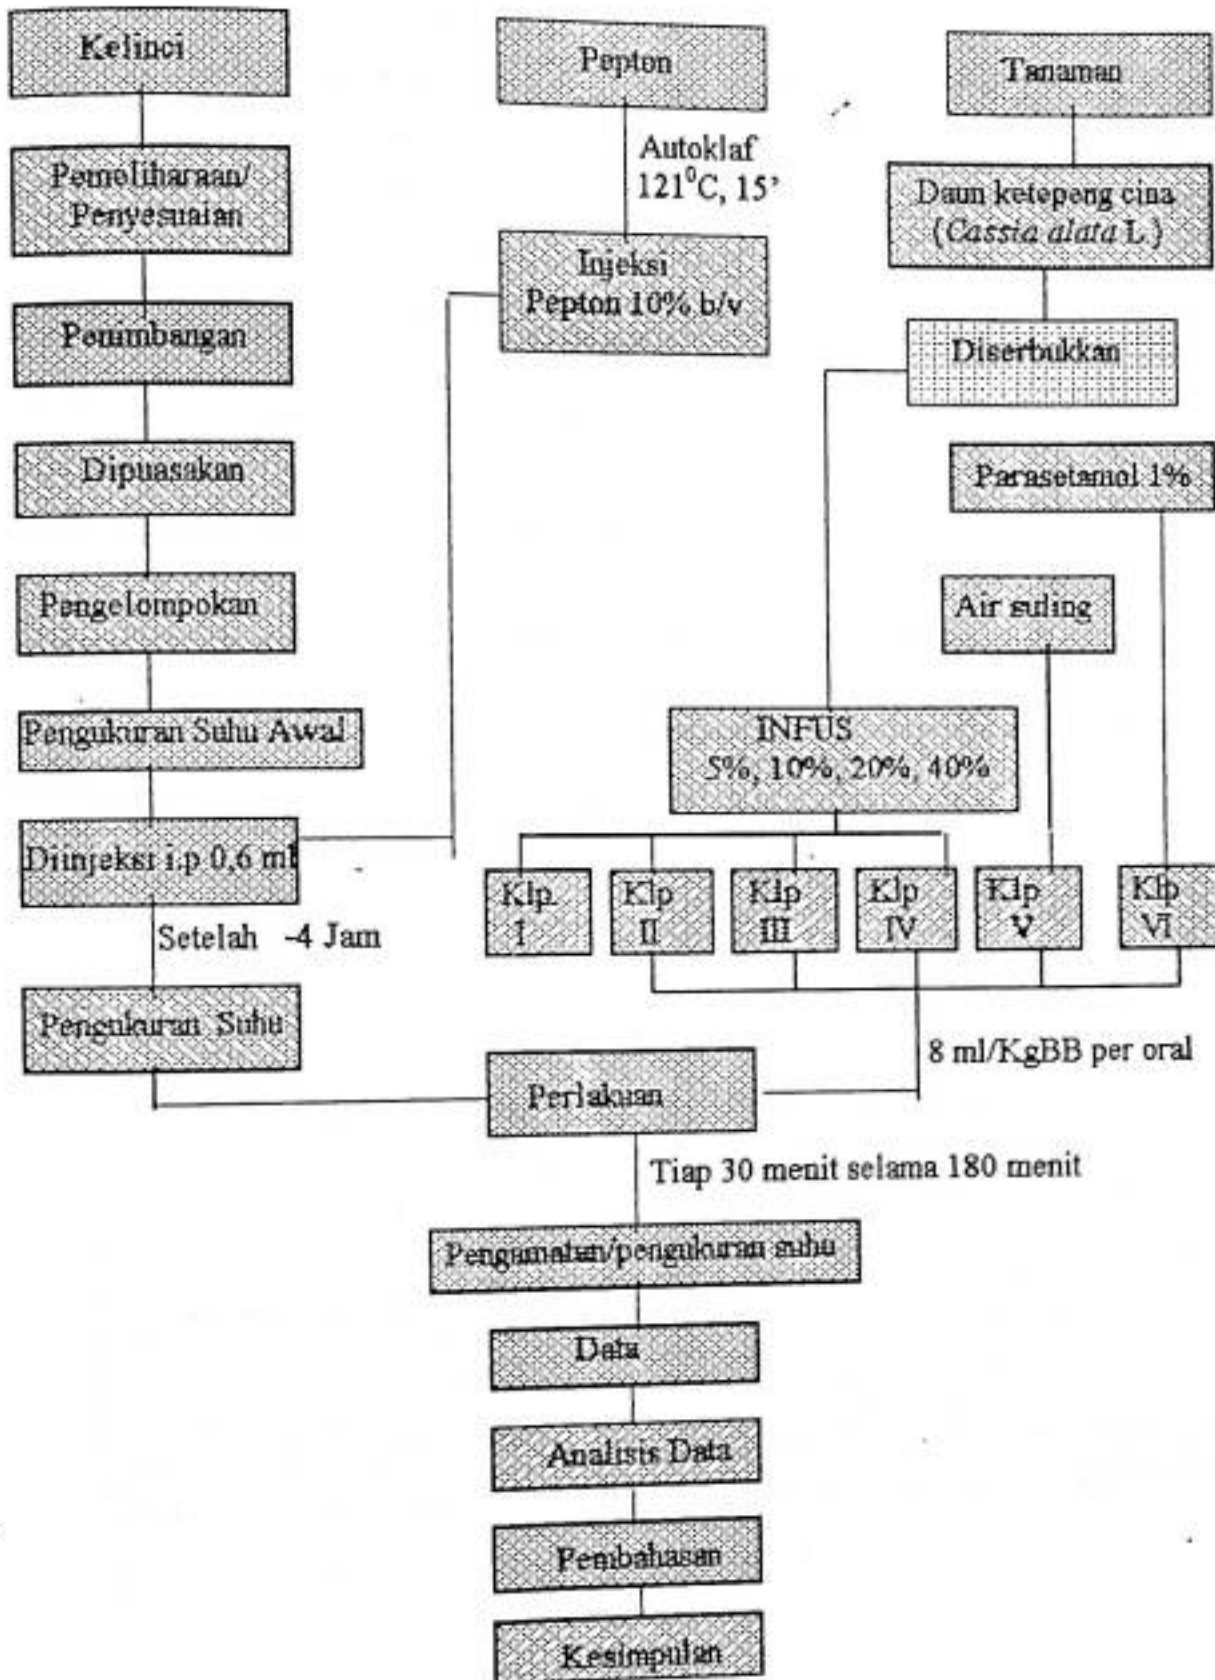 Kelinci
Pemeliharaan/
Penyesuaian
Penimbangan
Dipuasakan
Pengelompokan
Pengukuran Suhu Awal
Diinjeksi i.p 0,6 ml
Setelah -4 Jam
Pengukuran Suhu
Pepton
Autoklaf
121⁰C, 15’
Injeksi
Pepton 10% b/v
Tanaman
Daun ketepeng cina
(Cassia alata L.)
Diserbukkan
Parasetamol 1%
Air suling
INFUS
5%, 10%, 20%, 40%
Klp.
I
Klp
II
Klp
III
Klp
IV
Klp
V
Klp
VI
8 ml/KgBB per oral
Perlakuan
Tiap 30 menit selama 180 menit
Pengamatan/pengukuran suhu
Data
Analisis Data
Pembahasan
Kesimpulan